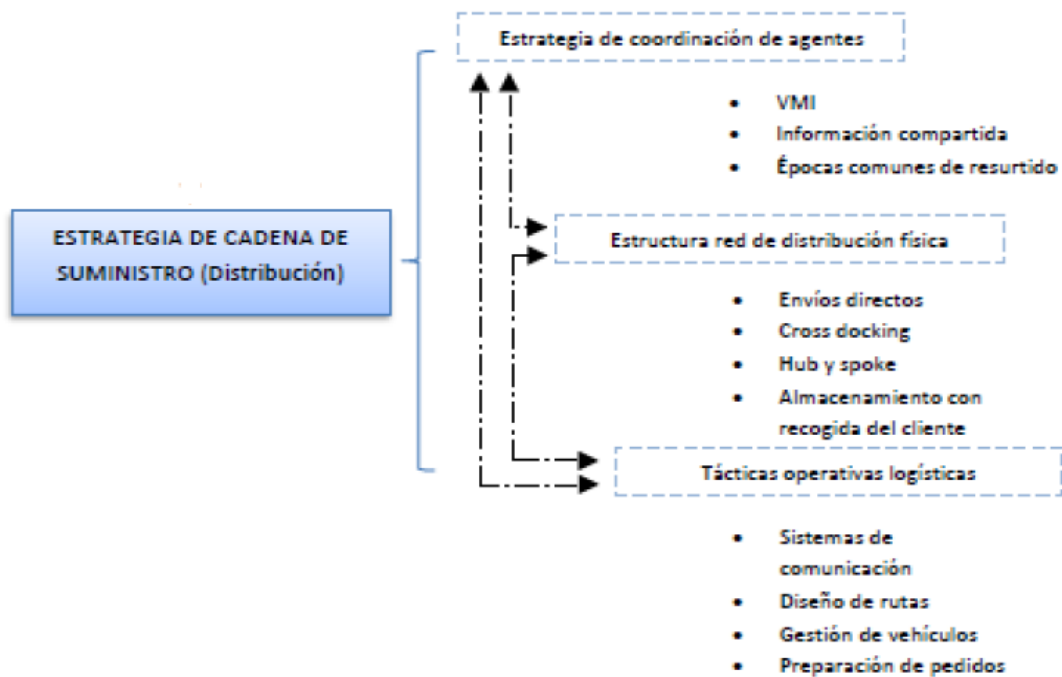 Estrategia de coordinación de agentes
• VMI
• Información compartida
• Épocas comunes de resurtido
ESTRATEGIA DE CADENA DE
SUMINISTRO (Distribución)
Estructura red de distribución física
• Envíos directos
• Cross docking
• Hub y spoke
• Almacenamiento con
recogida del cliente
Tácticas operativas logísticas
• Sistemas de
comunicación
• Diseño de rutas
• Gestión de vehículos
• Preparación de pedidos